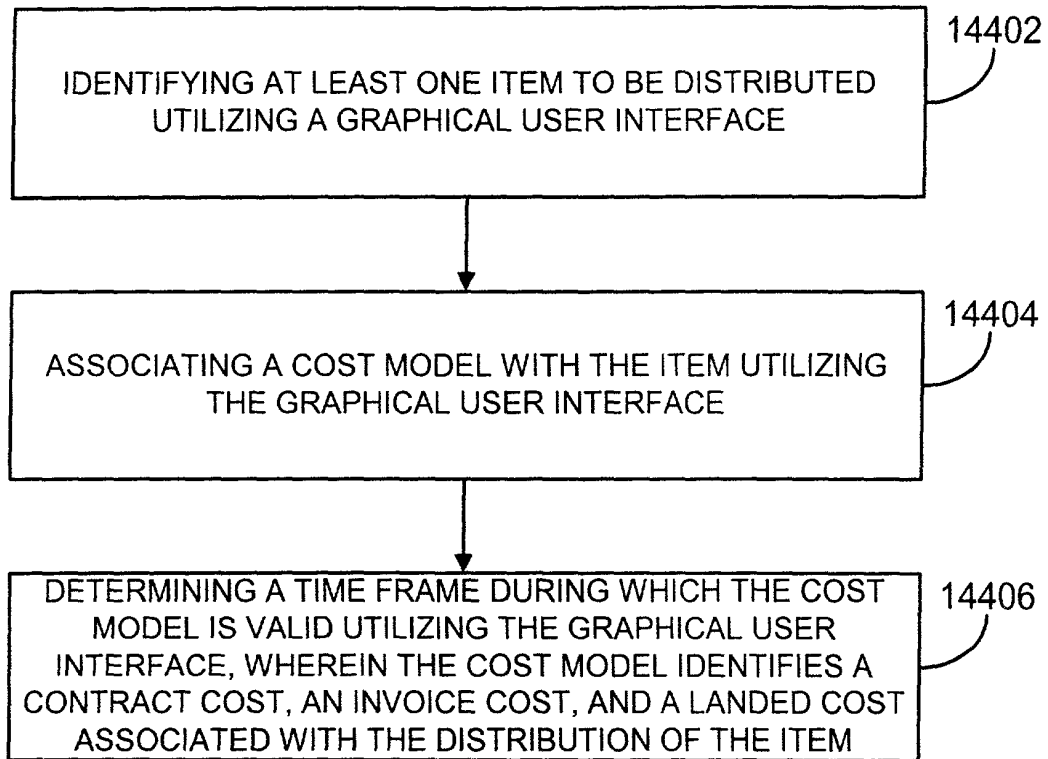 14402
IDENTIFYING AT LEAST ONE ITEM TO BE DISTRIBUTED
UTILIZING A GRAPHICAL USER INTERFACE
14404
ASSOCIATING A COST MODEL WITH THE ITEM UTILIZING
THE GRAPHICAL USER INTERFACE
14406
DETERMINING A TIME FRAME DURING WHICH THE COST
MODEL IS VALID UTILIZING THE GRAPHICAL USER
INTERFACE, WHEREIN THE COST MODEL IDENTIFIES A
CONTRACT COST, AN INVOICE COST, AND A LANDED COST
ASSOCIATED WITH THE DISTRIBUTION OF THE ITEM